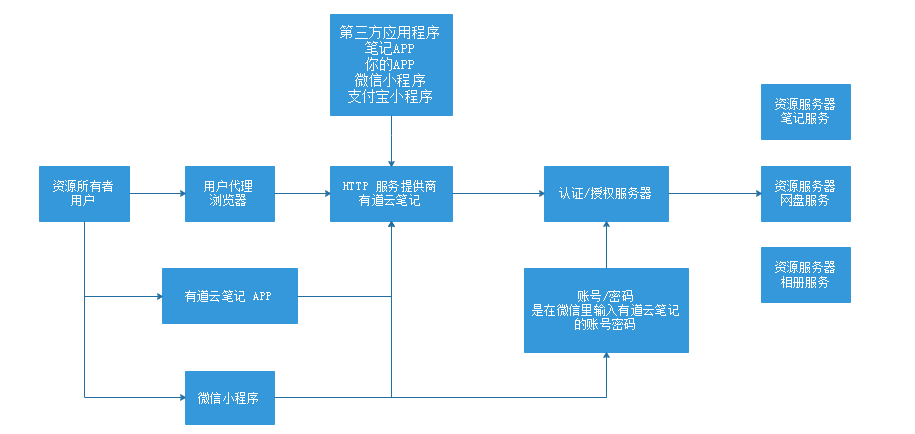 第三方应用程序
笔记APP
你的APP
微信小程序
支付宝小程序
资源服务器
笔记服务
资源所有者
用户
用户代理
浏览器
HTTP 服务提供商
有道云笔记
认证/授权服务器
资源服务器
网盘服务
有道云笔记 APP
账号/密码
是在微信里输入有道云笔记
的账号密码
资源服务器
相册服务
微信小程序